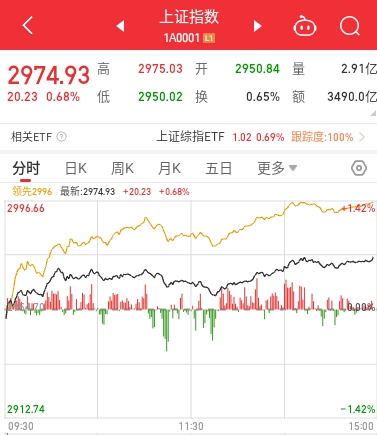 上证指数
1A0001 L1
2974.93 高 2975.03 开 2950.84 量 2.91亿
20.23 0.68% 低 2950.02 换 0.65% 额 3490.0亿
相关ETF ? 上证综指ETF 1.02 0.69% 跟踪度:100%
分时 日K 周K 月K 五日 更多
领先2996 最新:2974.93 +20.23 +0.68%
2996.66 +1.42%
0.00%
2912.74 -1.42%
09:30 11:30 15:00